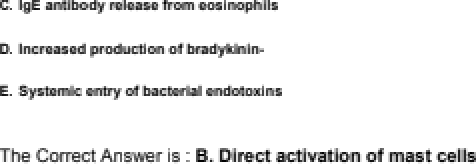 C. IgE antibody release from eosinophils
D. Increased production of bradykinin-
E. Systemic entry of bacterial endotoxins
The Correct Answer is : B. Direct activation of mast cells